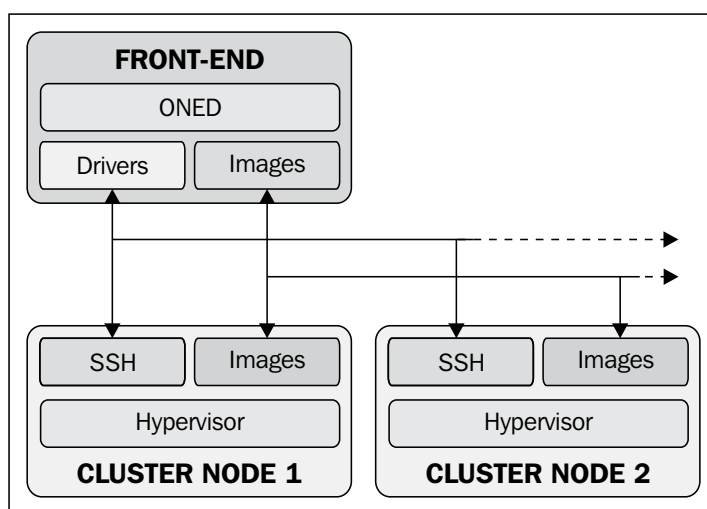 FRONT-END
ONED
Drivers
Images
SSH
Images
Hypervisor
CLUSTER NODE 1
SSH
Images
Hypervisor
CLUSTER NODE 2